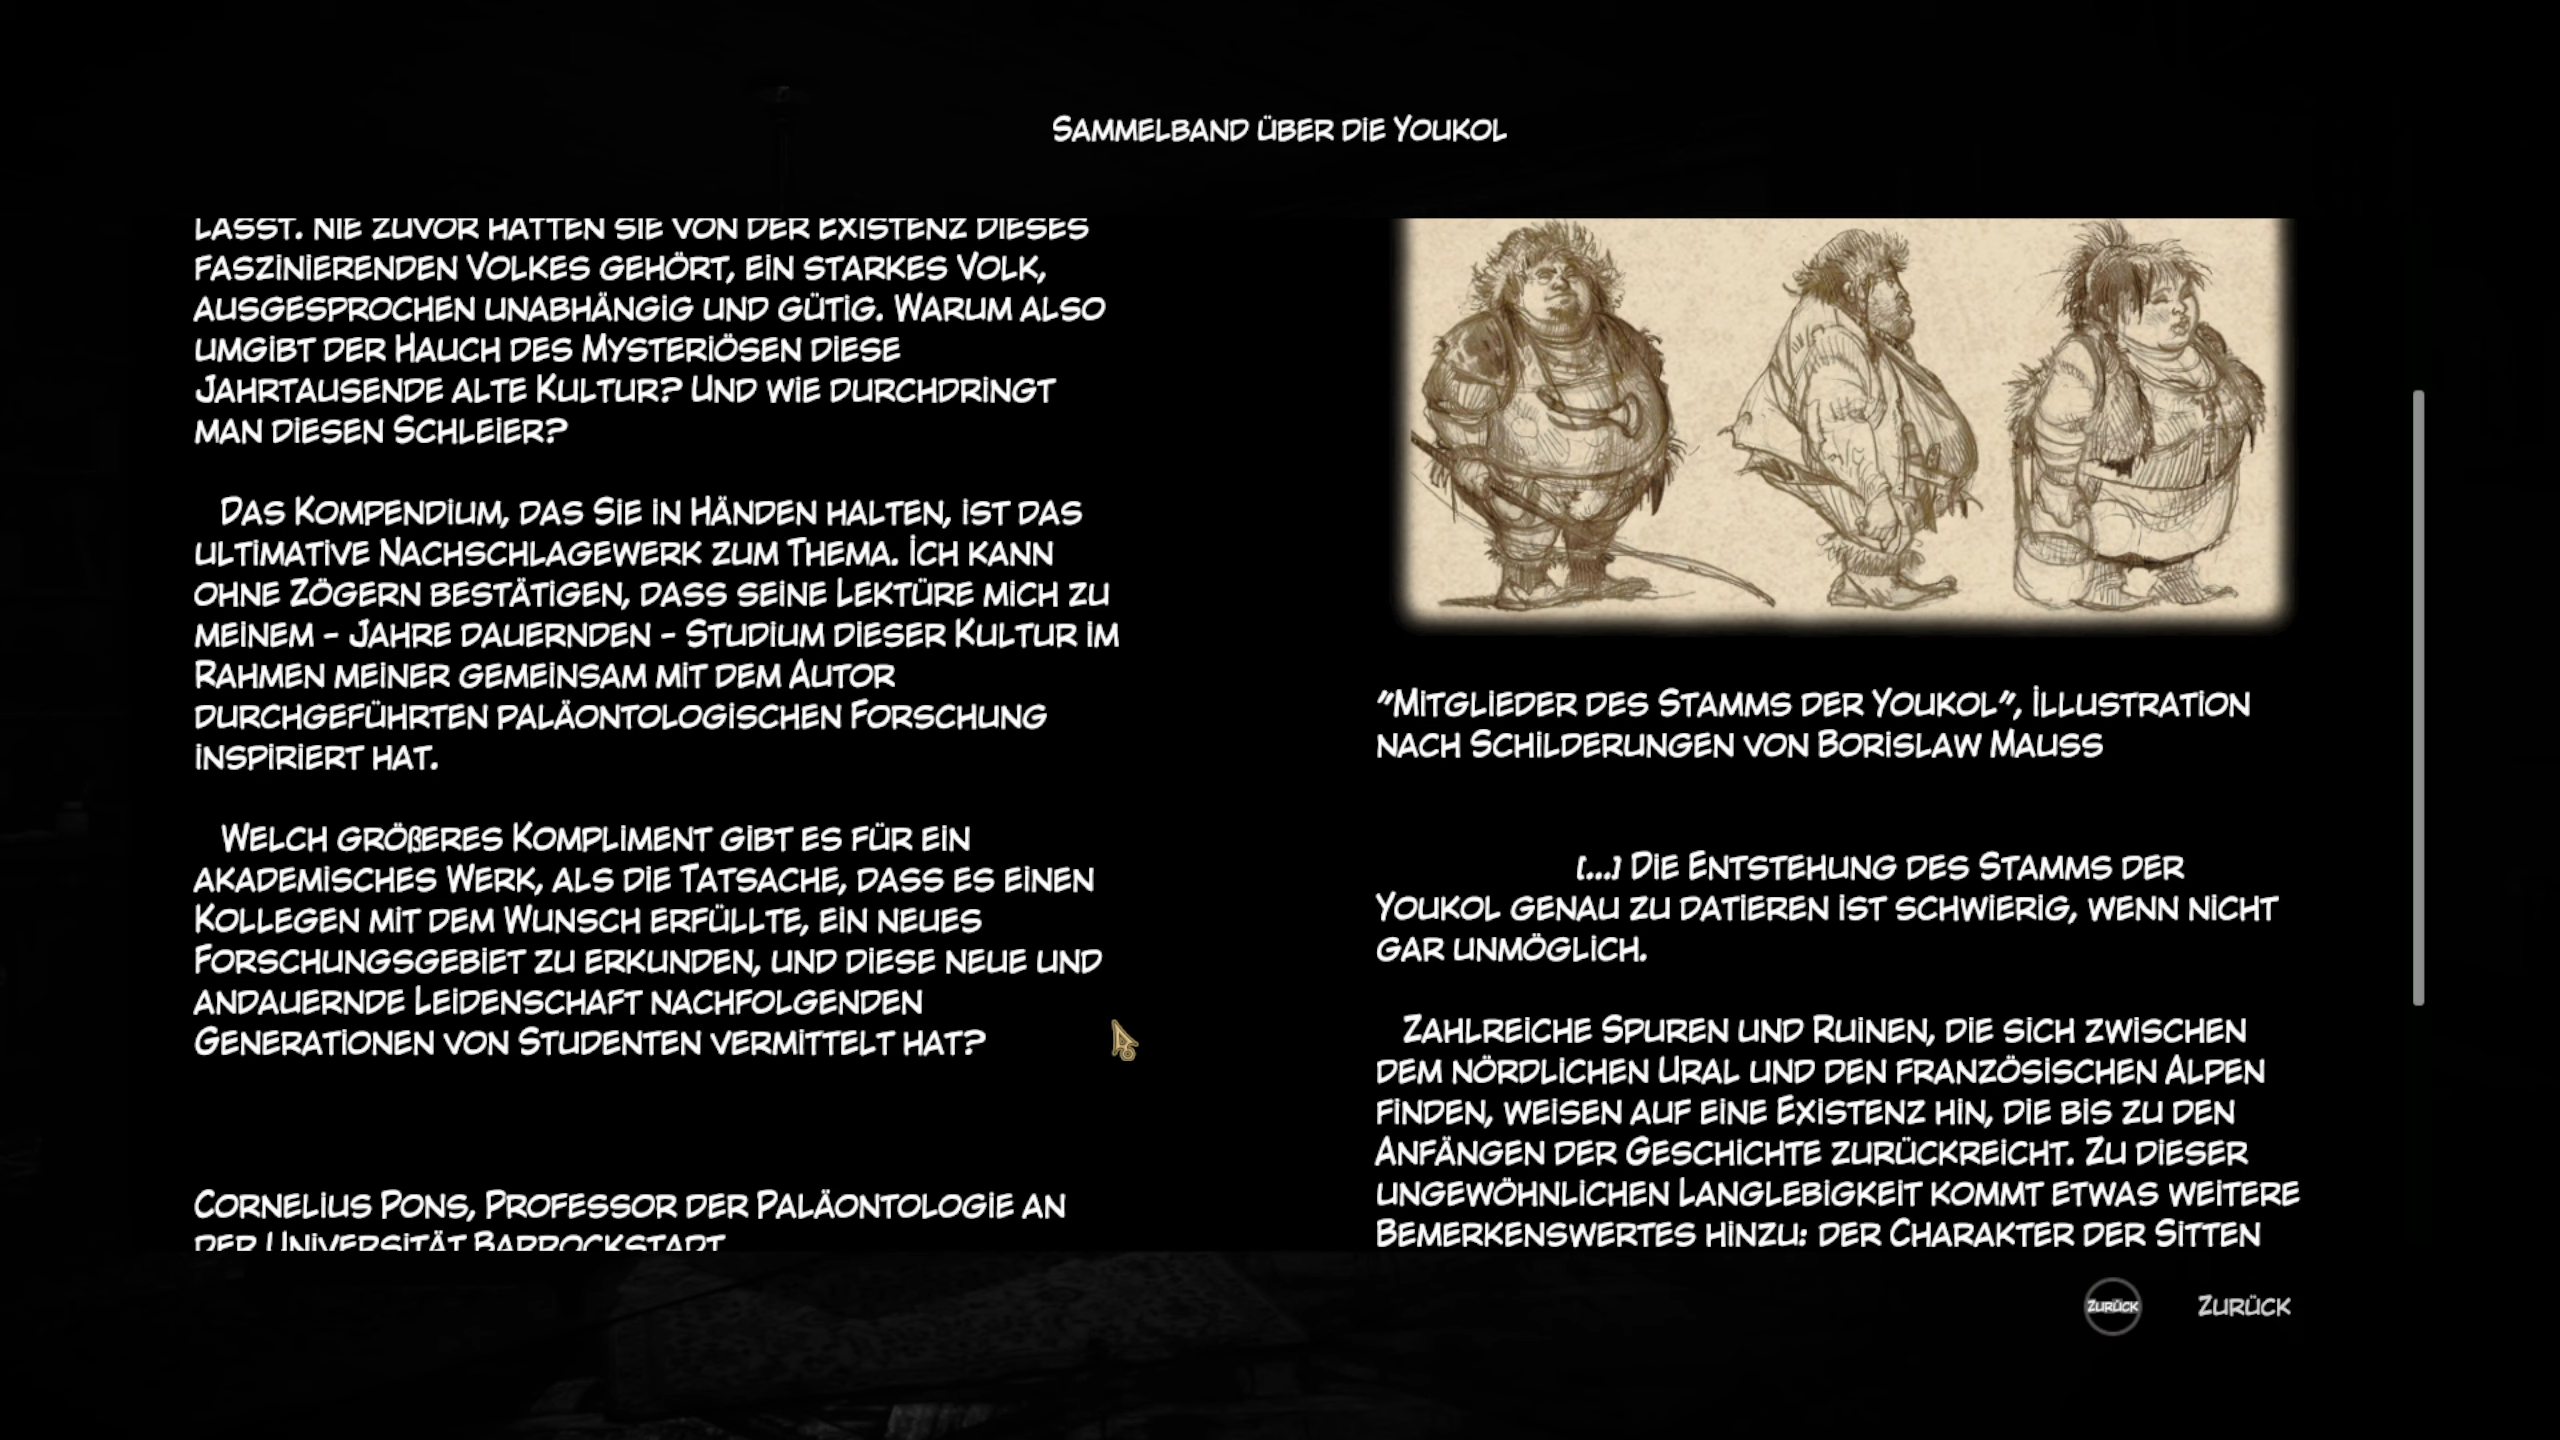 Sammelband über die Youkol
lässt. Nie zuvor hatten sie von der Existenz dieses
faszinierenden Volkes gehört, ein starkes Volk,
ausgesprochen unabhängig und gütig. Warum also
umgibt der Hauch des Mysteriösen diese
Jahrtausende alte Kultur? Und wie durchdringt
man diesen Schleier?
Das Kompendium, das Sie in Händen halten, ist das
ultimative Nachschlagewerk zum Thema. Ich kann
ohne Zögern bestätigen, dass seine Lektüre mich zu
meinem - Jahre dauernden - Studium dieser Kultur im
Rahmen meiner gemeinsam mit dem Autor
durchgeführten paläontologischen Forschung
inspiriert hat.
Welch größeres Kompliment gibt es für ein
akademisches Werk, als die Tatsache, dass es einen
Kollegen mit dem Wunsch erfüllte, ein neues
Forschungsgebiet zu erkunden, und diese neue und
andauernde Leidenschaft nachfolgenden
Generationen von Studenten vermittelt hat?
Cornelius Pons, Professor der Paläontologie an
der Universität Barrockstadt
"Mitglieder des Stamms der Youkol", Illustration
nach Schilderungen von Borislaw Mauss
[...] Die Entstehung des Stamms der
Youkol genau zu datieren ist schwierig, wenn nicht
gar unmöglich.
Zahlreiche Spuren und Ruinen, die sich zwischen
dem nördlichen Ural und den französischen Alpen
finden, weisen auf eine Existenz hin, die bis zu den
Anfängen der Geschichte zurückreicht. Zu dieser
ungewöhnlichen Langlebigkeit kommt etwas weitere
Bemerkenswertes hinzu: der Charakter der Sitten
Zurück Zurück